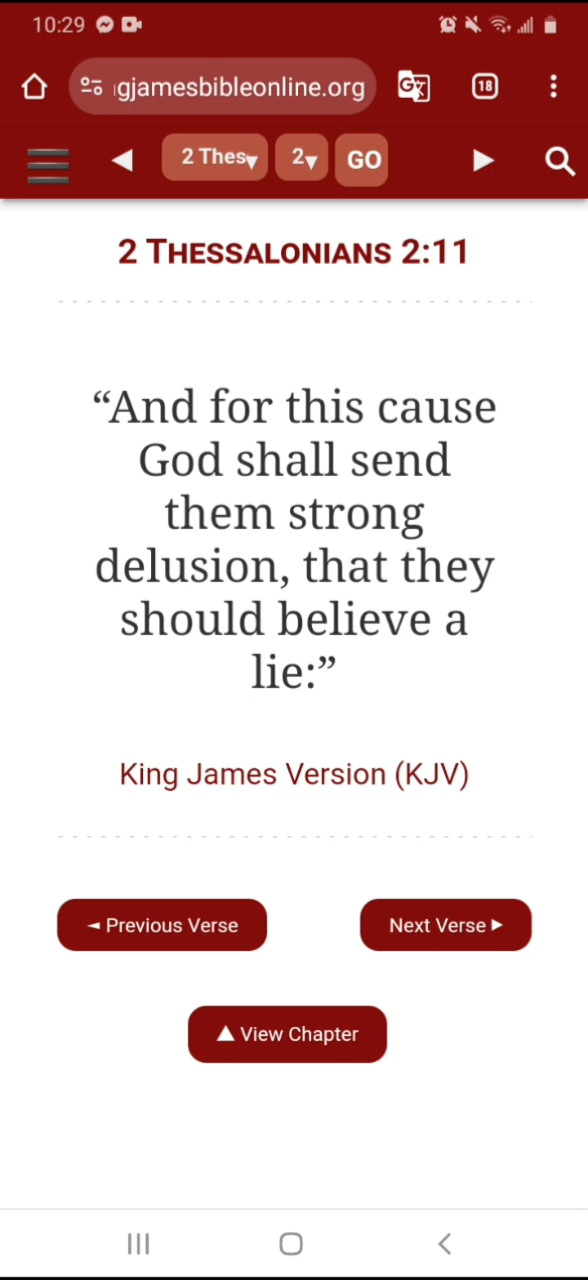 10:29
gjamesbibleonline.org
18
2 Thes
2
GO
2 THESSALONIANS 2:11
“And for this cause
God shall send
them strong
delusion, that they
should believe a
lie:”
King James Version (KJV)
◄ Previous Verse
Next Verse ►
▲ View Chapter